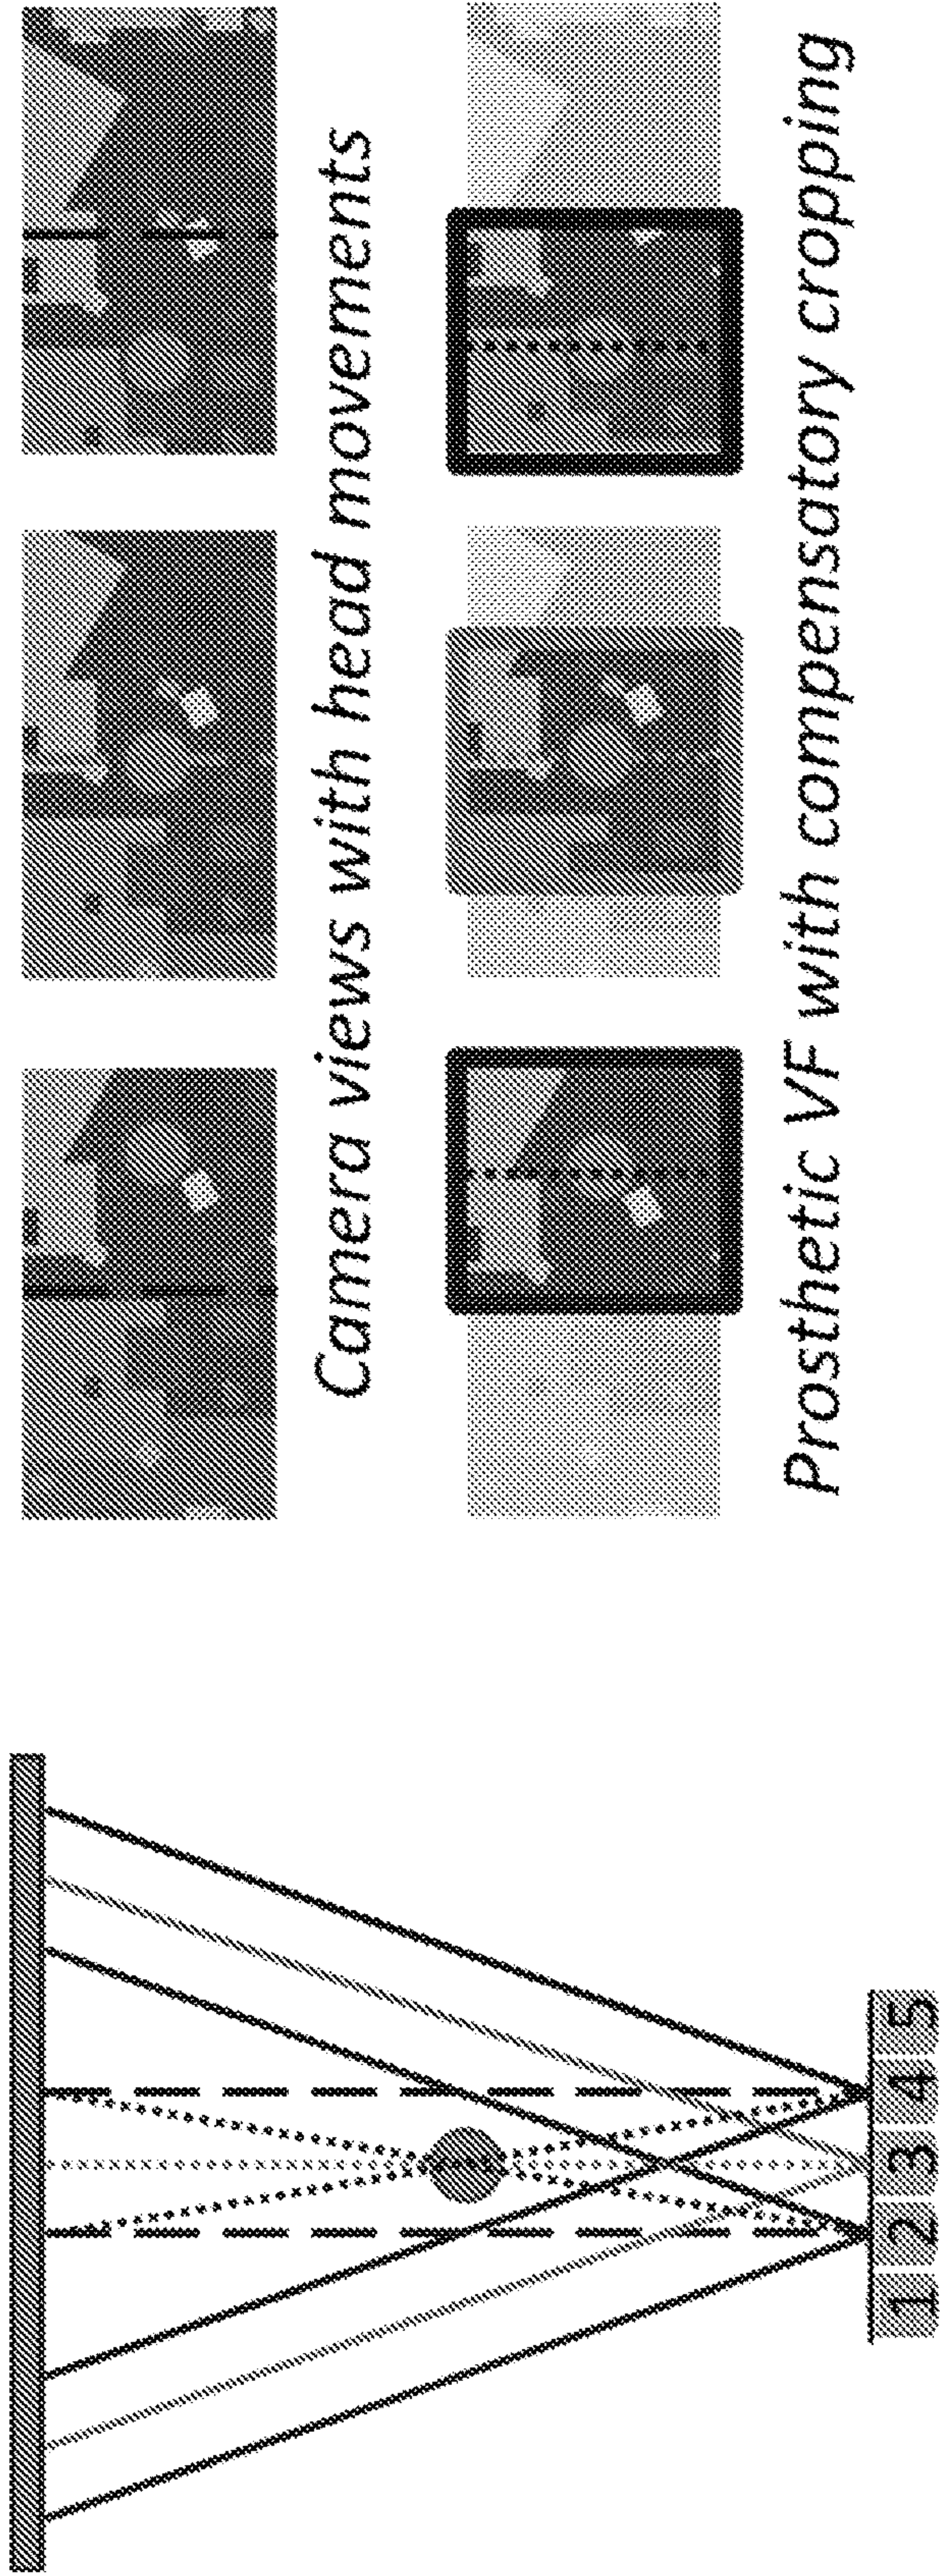 1 2 3 4 5
Camera views with head movements
Prosthetic VF with compensatory cropping